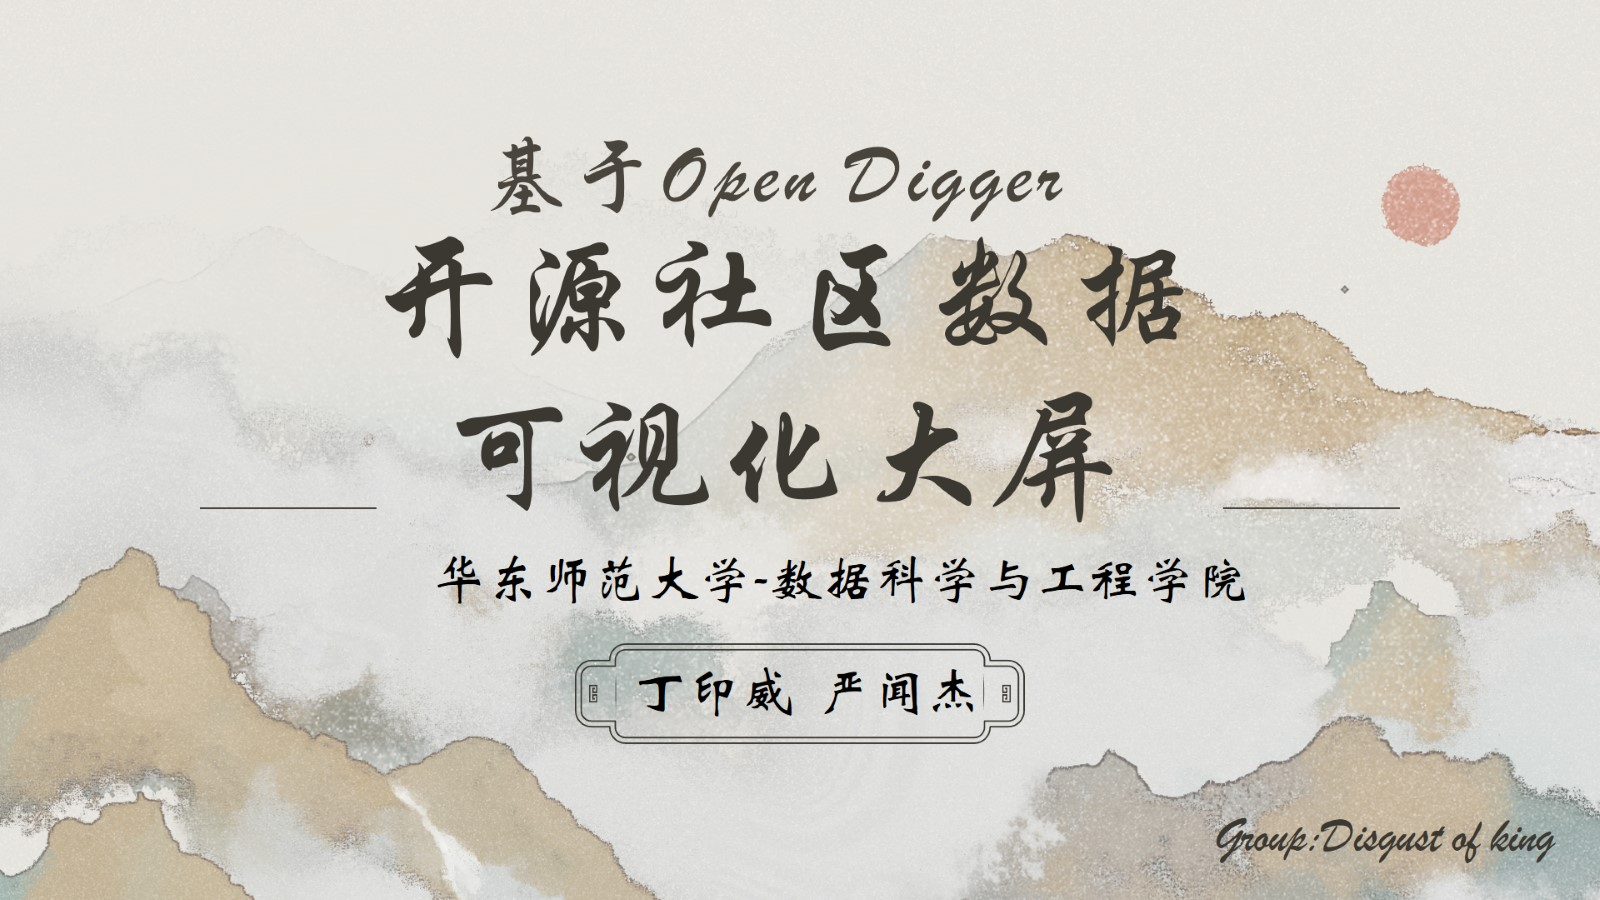 基于Open Digger
开源社区数据
可视化大屏
华东师范大学-数据科学与工程学院
丁印威 严闻杰
Group:Disgust of king